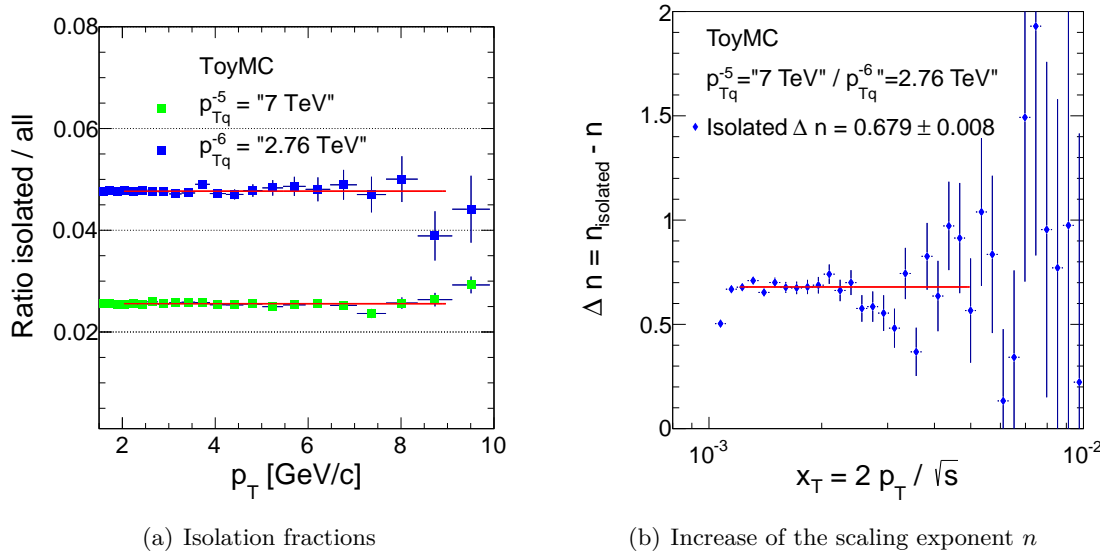 0.08
0.06
0.04
0.02
Ratio isolated / all
ToyMC
p_Tq^-5 = "7 TeV"
p_Tq^-6 = "2.76 TeV"
2 4 6 8 10
p_T [GeV/c]
(a) Isolation fractions
2
1.5
1
0.5
0
Δ n = n_isolated - n
ToyMC
p_Tq^-5="7 TeV" / p_Tq^-6"=2.76 TeV"
Isolated Δ n = 0.679 ± 0.008
10^-3 10^-2
x_T = 2 p_T / √s
(b) Increase of the scaling exponent n